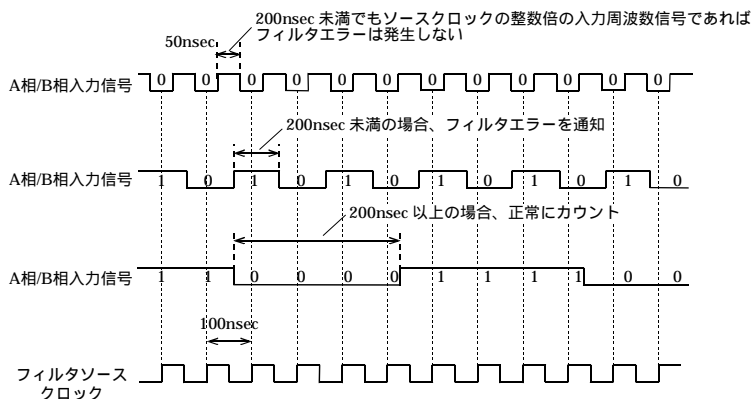 200nsec 未満でもソースクロックの整数倍の入力周波数信号であれば
フィルタエラーは発生しない
50nsec
A相/B相入力信号 0 0 0 0 0 0 0 0 0 0 0 0
200nsec 未満の場合、フィルタエラーを通知
A相/B相入力信号 1 0 1 0 1 0 1 0 1 0 1 0
200nsec 以上の場合、正常にカウント
A相/B相入力信号 1 1 0 0 0 0 1 1 1 1 0 0
100nsec
フィルタソース
クロック